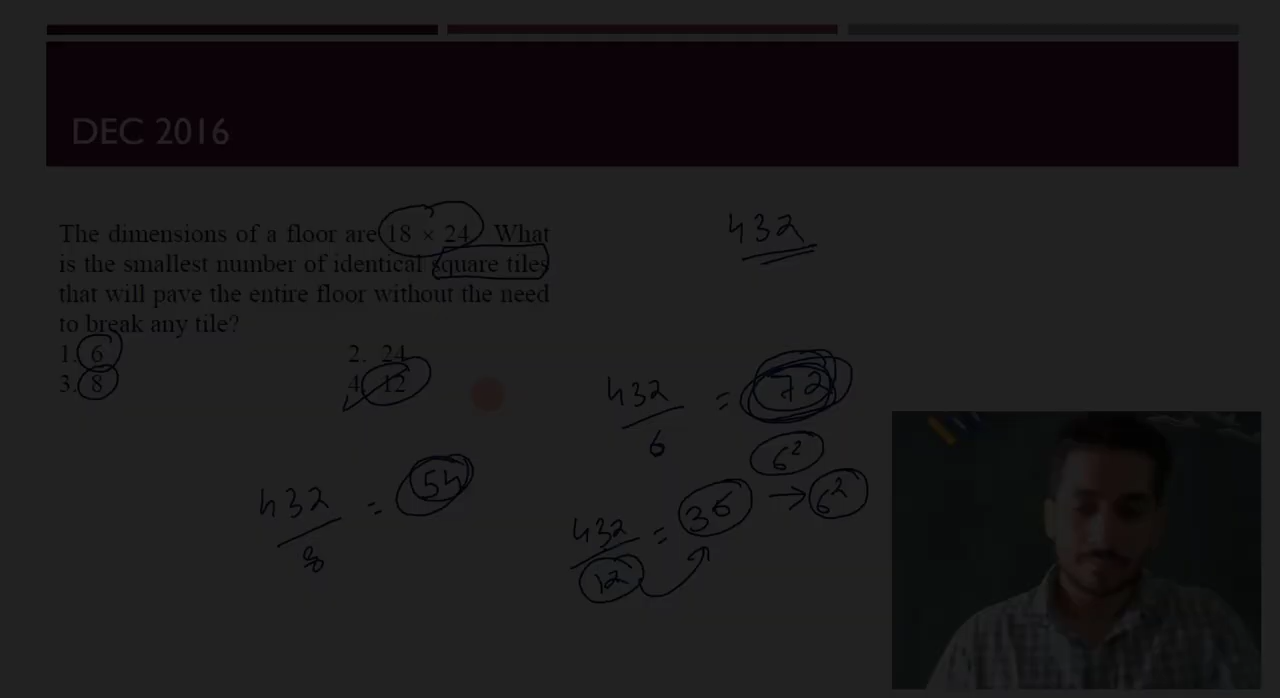 DEC 2016
The dimensions of a floor are 18 × 24. What
is the smallest number of identical square tiles
that will pave the entire floor without the need
to break any tile?
1. 6 2. 24
3. 8 4. 12
432
432/6 = 72
6²
432/8 = 54
432/12 = 36 → 6²